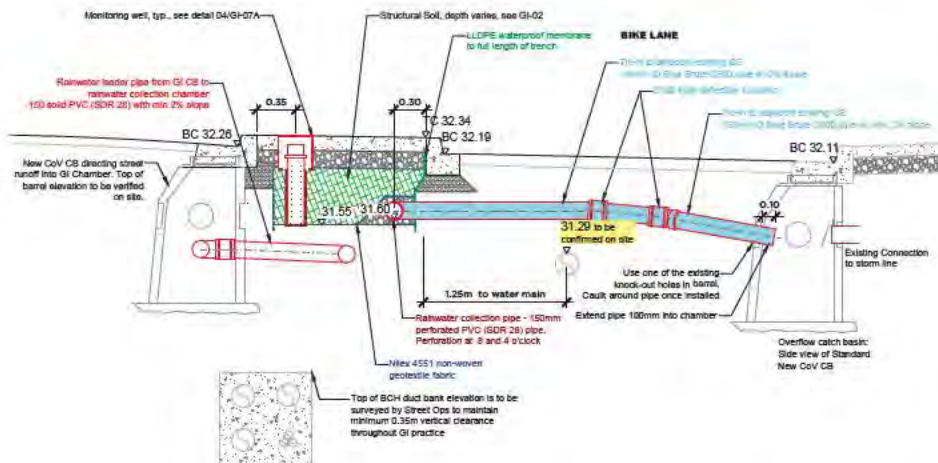 Monitoring well, typ., see detail 04/GI-07A
Structural Soil, depth varies, see GI-02
LLDPE waterproof membrane
to full length of trench
BIKE LANE
Rainwater leader pipe from GI CB to
rainwater collection chamber
150 solid PVC (SDR 28) with min 2% slope
0.35
0.30
32.34
BC 32.26
BC 32.19
BC 32.11
New CoV CB directing street
runoff into GI Chamber. Top of
barrel elevation to be verified
on site.
31.55
31.60
31.29 to be
confirmed on site
0.10
Existing Connection
to storm line
Use one of the existing
knock-out holes in barrel,
Caulk around pipe once installed
1.25m to water main
Extend pipe 100mm into chamber
Rainwater collection pipe - 150mm
perforated PVC (SDR 28) pipe.
Perforation at 8 and 4 o'clock
Overflow catch basin:
Side view of Standard
New CoV CB
Nilex 4551 non-woven
geotextile fabric
Top of BCH duct bank elevation is to be
surveyed by Street Ops to maintain
minimum 0.35m vertical clearance
throughout GI practice